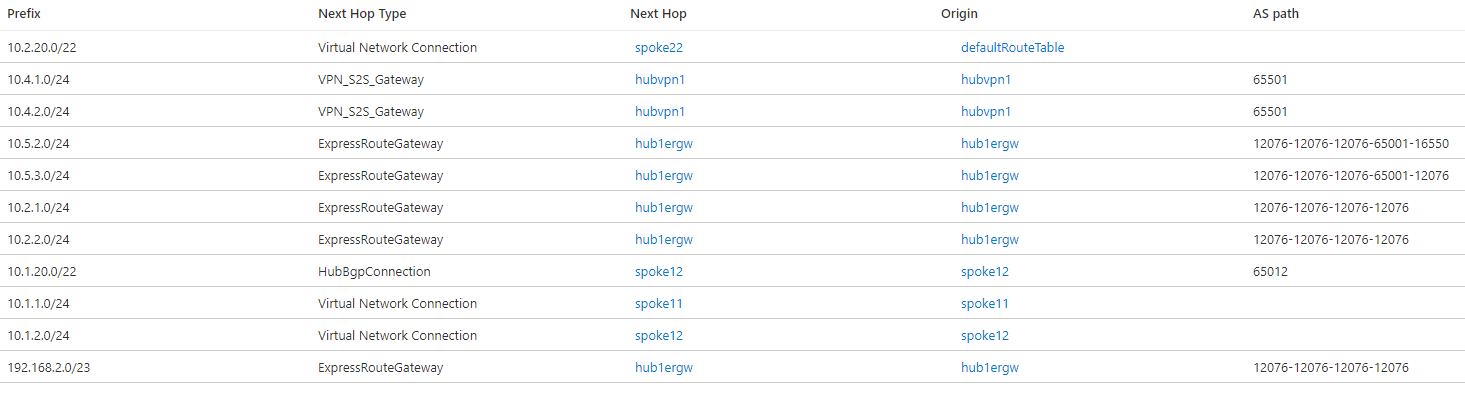 Prefix Next Hop Type Next Hop Origin AS path
10.2.20.0/22 Virtual Network Connection spoke22 defaultRouteTable
10.4.1.0/24 VPN_S2S_Gateway hubvpn1 hubvpn1 65501
10.4.2.0/24 VPN_S2S_Gateway hubvpn1 hubvpn1 65501
10.5.2.0/24 ExpressRouteGateway hub1ergw hub1ergw 12076-12076-12076-65001-16550
10.5.3.0/24 ExpressRouteGateway hub1ergw hub1ergw 12076-12076-12076-65001-12076
10.2.1.0/24 ExpressRouteGateway hub1ergw hub1ergw 12076-12076-12076-12076
10.2.2.0/24 ExpressRouteGateway hub1ergw hub1ergw 12076-12076-12076-12076
10.1.20.0/22 HubBgpConnection spoke12 spoke12 65012
10.1.1.0/24 Virtual Network Connection spoke11 spoke11
10.1.2.0/24 Virtual Network Connection spoke12 spoke12
192.168.2.0/23 ExpressRouteGateway hub1ergw hub1ergw 12076-12076-12076-12076